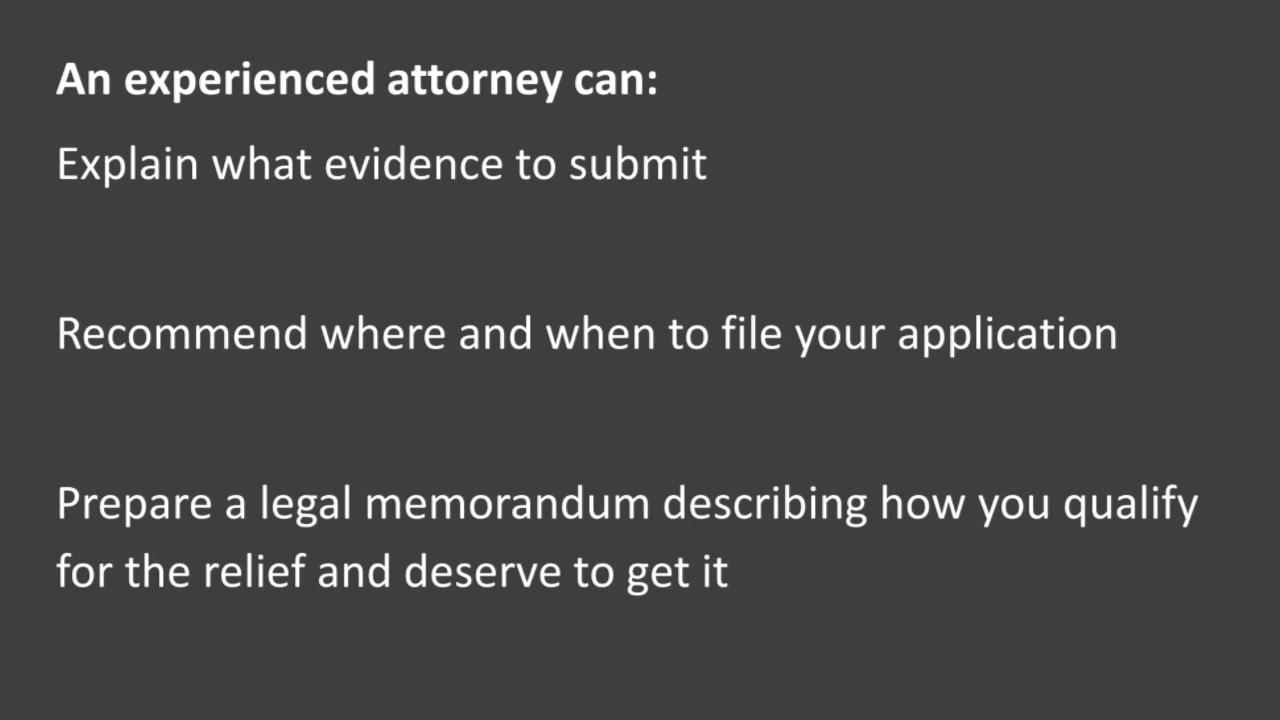 An experienced attorney can:
Explain what evidence to submit
Recommend where and when to file your application
Prepare a legal memorandum describing how you qualify
for the relief and deserve to get it